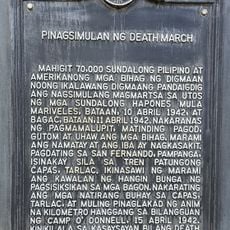 PINAGSIMULAN NG DEATH MARCH
MAHIGIT 70,000 SUNDALONG PILIPINO AT
AMERIKANONG MGA BIHAG NG DIGMAAN
NOONG IKALAWANG DIGMAANG PANDAIGDIG
ANG NAGSIMULANG MAGMARTSA SA UTOS
NG MGA SUNDALONG HAPONES MULA
MARIVELES, BATAAN, 10 ABRIL 1942, AT
BAGAC, BATAAN, 11 ABRIL 1942. NAKARANAS
NG PAGMAMALUPIT, MATINDING PAGOD,
GUTOM AT UHAW ANG MGA BIHAG. MARAMI
ANG NAMATAY AT ANG IBA AY NAGKASAKIT.
PAGDATING SA SAN FERNANDO, PAMPANGA,
ISINAKAY SILA SA TREN PATUNGONG
CAPAS, TARLAC, IKINASAWI NG MARAMI
ANG KAWALAN NG HANGIN BUNGA NG
PAGSISIKSIKAN SA MGA BAGON. NAKARATING
ANG MGA NATIRANG BUHAY SA CAPAS,
TARLAC, AT MULING PINAGLAKAD NG ANIM
NA KILOMETRO HANGGANG SA BILANGGUAN
NG CAMP O'DONNELL, 15 ABRIL 1942.
KINIKILALA SA KASAYSAYAN BILANG DEATH